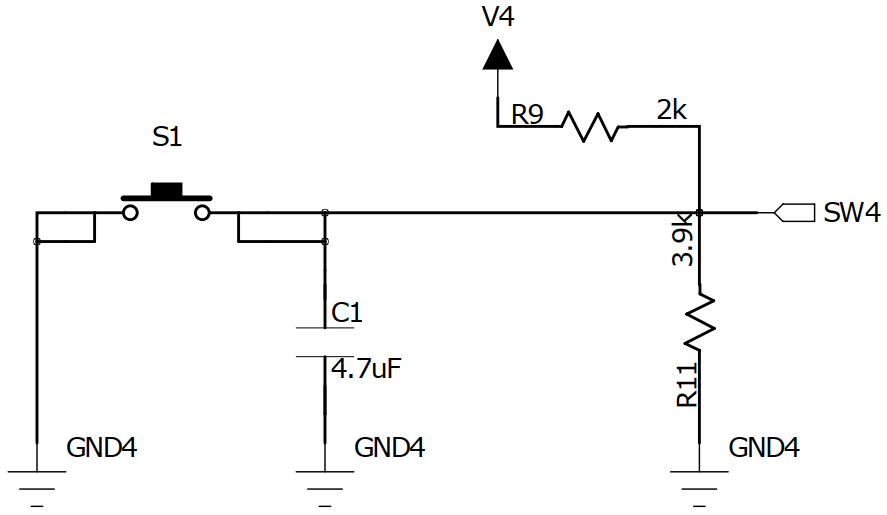 V4
R9
2k
S1
SW4
3.9k
C1
4.7uF
R11
GND4
GND4
GND4